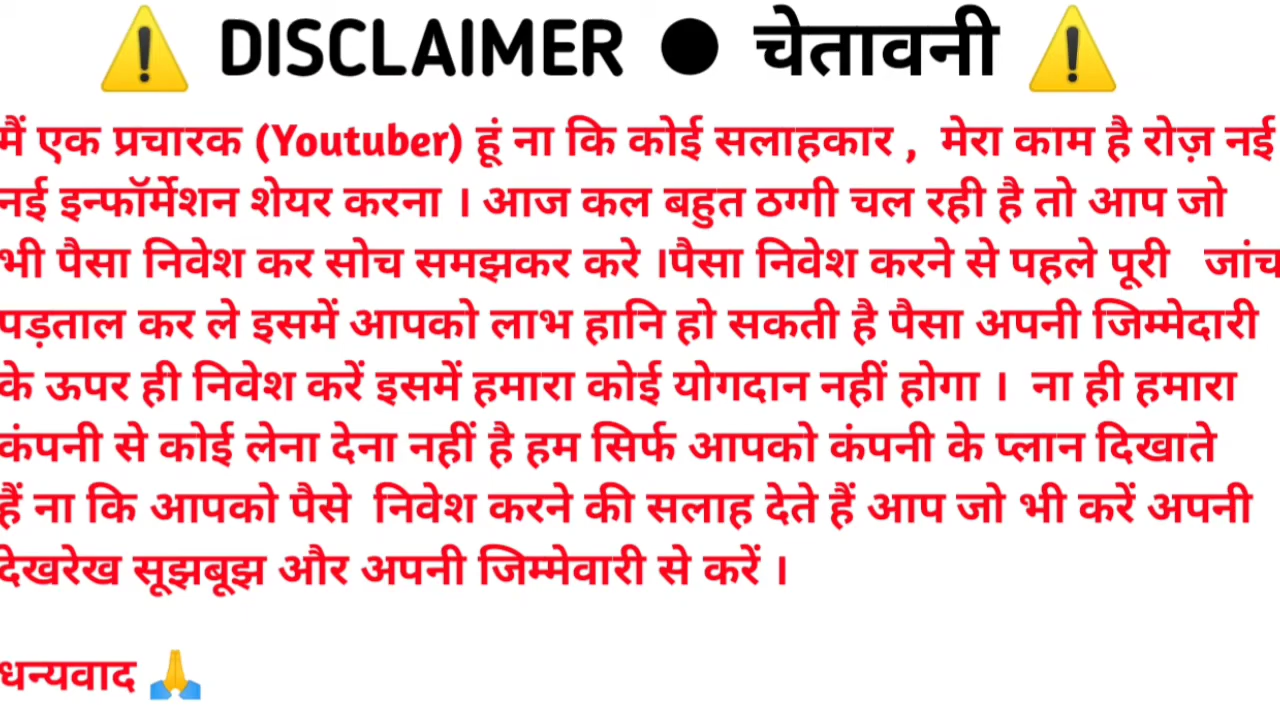 ⚠️ DISCLAIMER ● चेतावनी ⚠️
मैं एक प्रचारक (Youtuber) हूं ना कि कोई सलाहकार , मेरा काम है रोज़ नई
नई इन्फॉर्मेशन शेयर करना । आज कल बहुत ठग्गी चल रही है तो आप जो
भी पैसा निवेश कर सोच समझकर करे ।पैसा निवेश करने से पहले पूरी जांच
पड़ताल कर ले इसमें आपको लाभ हानि हो सकती है पैसा अपनी जिम्मेदारी
के ऊपर ही निवेश करें इसमें हमारा कोई योगदान नहीं होगा । ना ही हमारा
कंपनी से कोई लेना देना नहीं है हम सिर्फ आपको कंपनी के प्लान दिखाते
हैं ना कि आपको पैसे निवेश करने की सलाह देते हैं आप जो भी करें अपनी
देखरेख सूझबूझ और अपनी जिम्मेवारी से करें ।
धन्यवाद 🙏